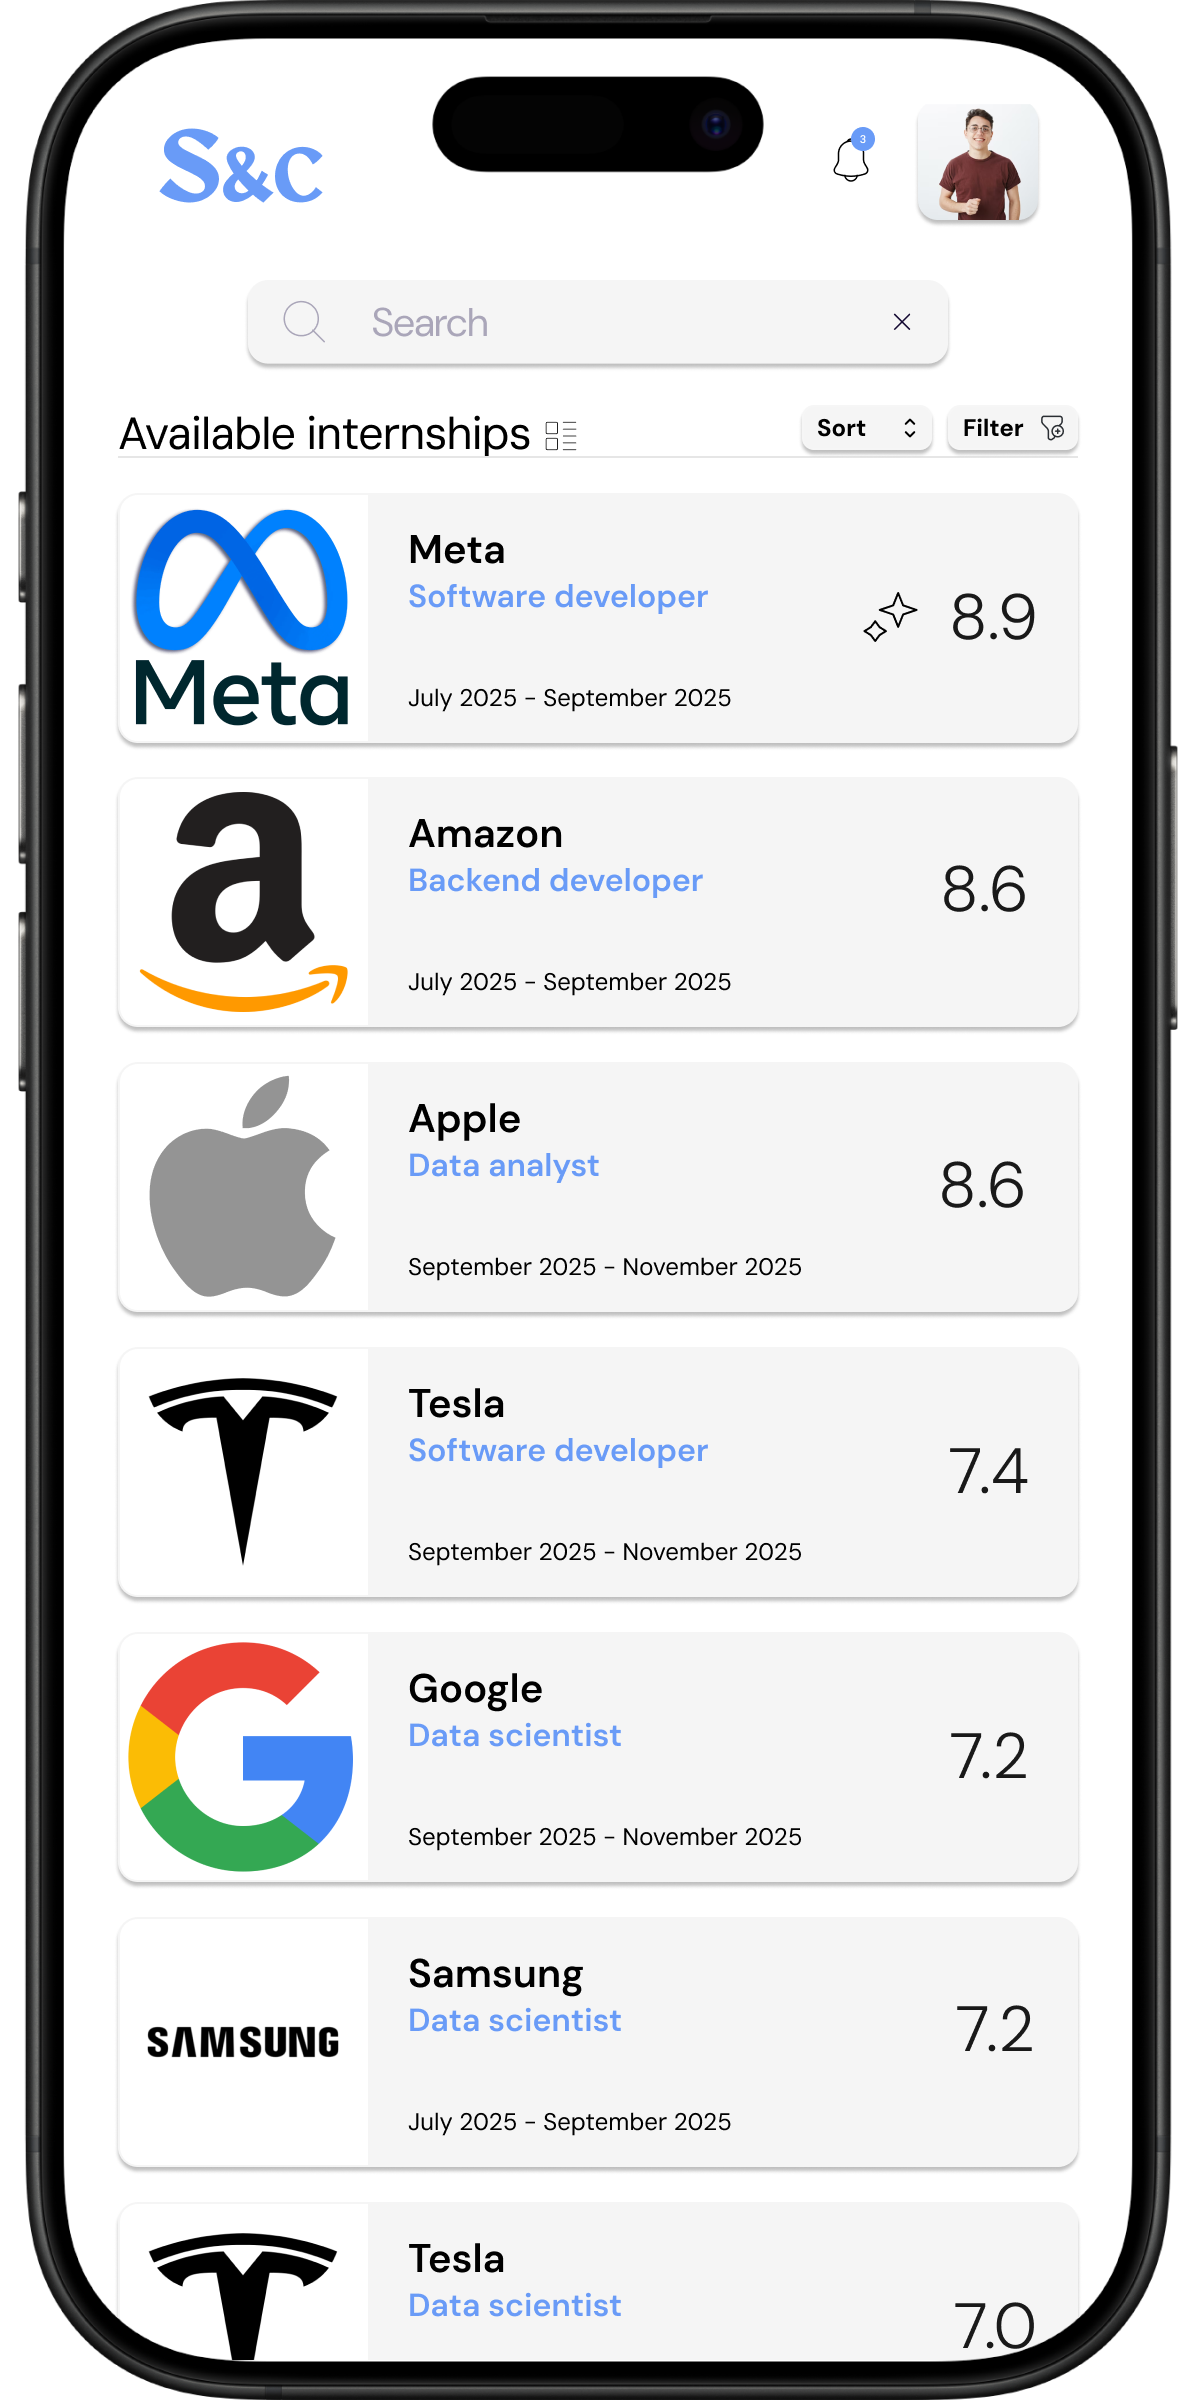 S&C
3
Search
Available internships
Sort
Filter
Meta
Meta
Software developer
8.9
July 2025 - September 2025
a
Amazon
Backend developer
8.6
July 2025 - September 2025
Apple
Data analyst
8.6
September 2025 - November 2025
Tesla
Software developer
7.4
September 2025 - November 2025
G
Google
Data scientist
7.2
September 2025 - November 2025
SAMSUNG
Samsung
Data scientist
7.2
July 2025 - September 2025
Tesla
Data scientist
7.0